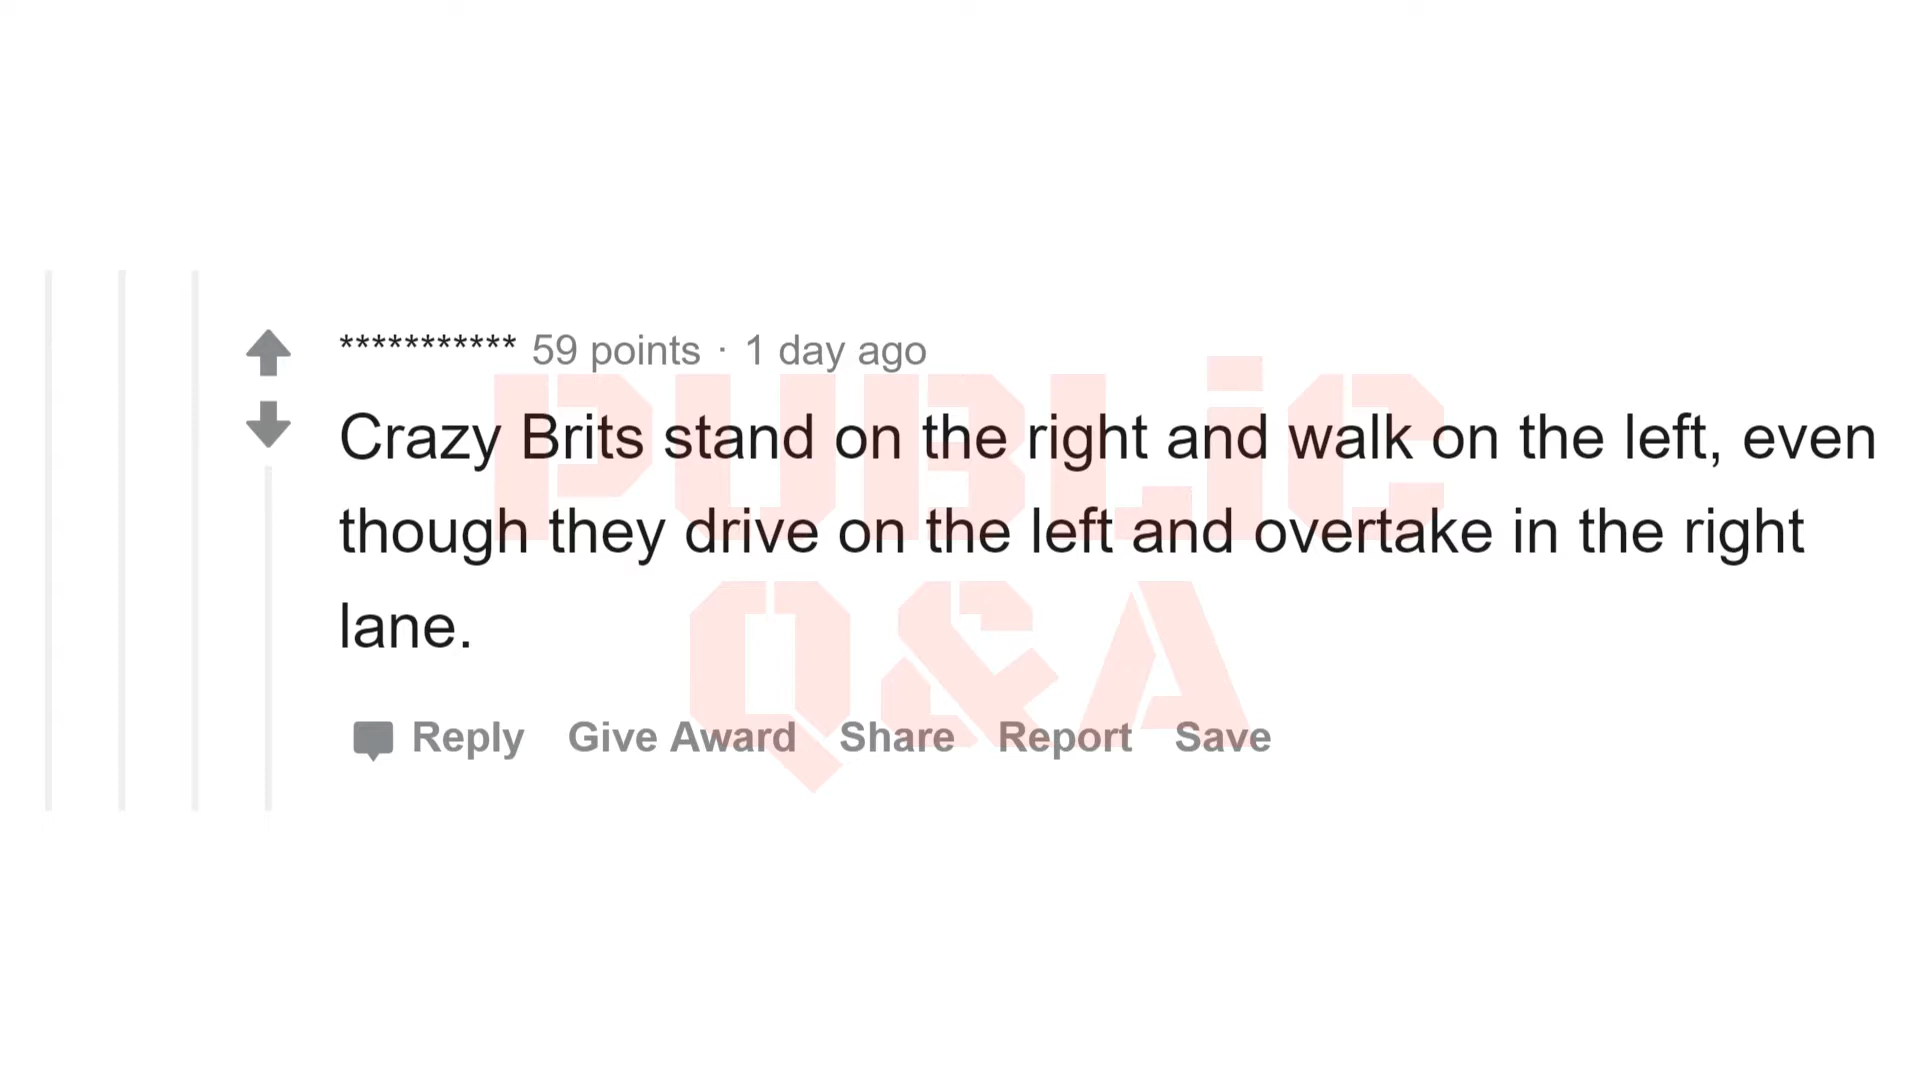 *********** 59 points · 1 day ago
Crazy Brits stand on the right and walk on the left, even
though they drive on the left and overtake in the right
lane.
Reply Give Award Share Report Save
PUBLiC
Q&A